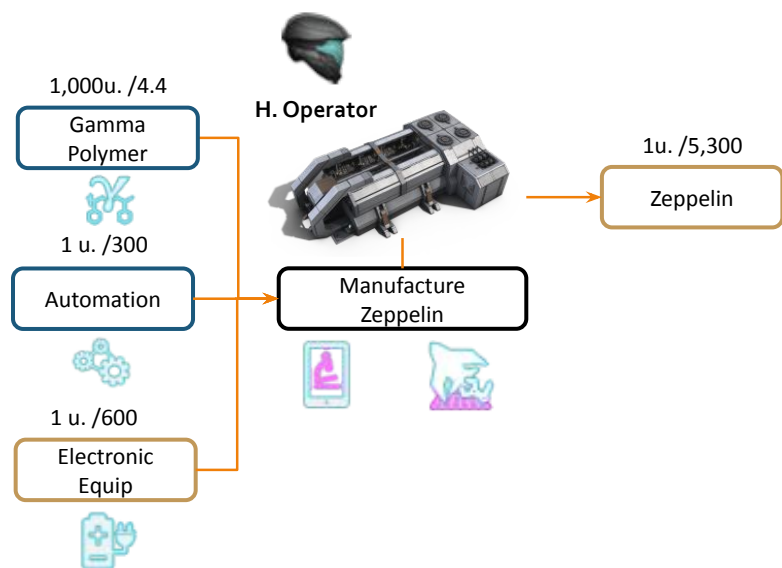 1,000u. /4.4
Gamma
Polymer
1 u. /300
Automation
1 u. /600
Electronic
Equip
H. Operator
Manufacture
Zeppelin
1u. /5,300
Zeppelin